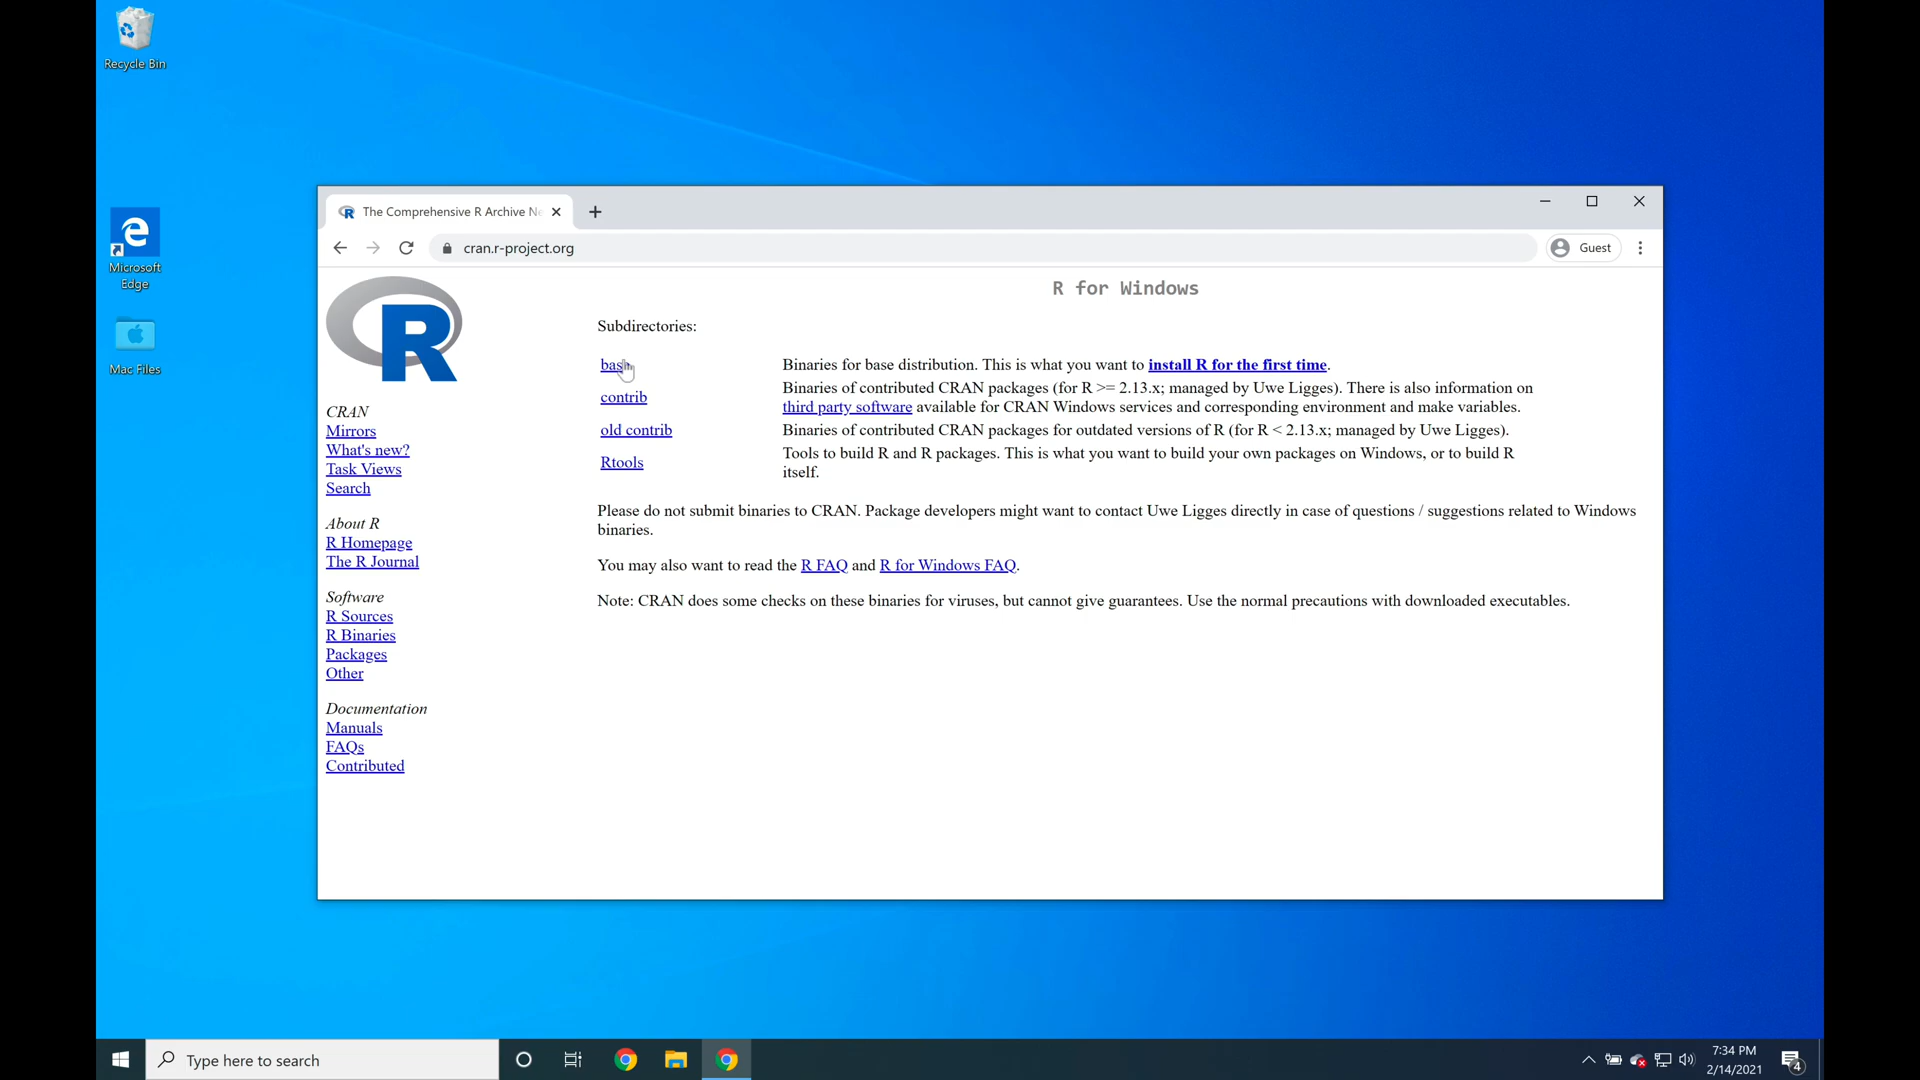 Recycle Bin
Microsoft
Edge
Mac Files
The Comprehensive R Archive Ne
cran.r-project.org
Guest
R
CRAN
Mirrors
What's new?
Task Views
Search
About R
R Homepage
The R Journal
Software
R Sources
R Binaries
Packages
Other
Documentation
Manuals
FAQs
Contributed
R for Windows
Subdirectories:
Binaries for base distribution. This is what you want to install R for the first time.
contrib
Binaries of contributed CRAN packages (for R >= 2.13.x; managed by Uwe Ligges). There is also information on
third party software available for CRAN Windows services and corresponding environment and make variables.
old contrib
Binaries of contributed CRAN packages for outdated versions of R (for R < 2.13.x; managed by Uwe Ligges).
Rtools
Tools to build R and R packages. This is what you want to build your own packages on Windows, or to build R
itself.
Please do not submit binaries to CRAN. Package developers might want to contact Uwe Ligges directly in case of questions / suggestions related to Windows
binaries.
You may also want to read the R FAQ and R for Windows FAQ.
Note: CRAN does some checks on these binaries for viruses, but cannot give guarantees. Use the normal precautions with downloaded executables.
Type here to search
7:34 PM
2/14/2021
4